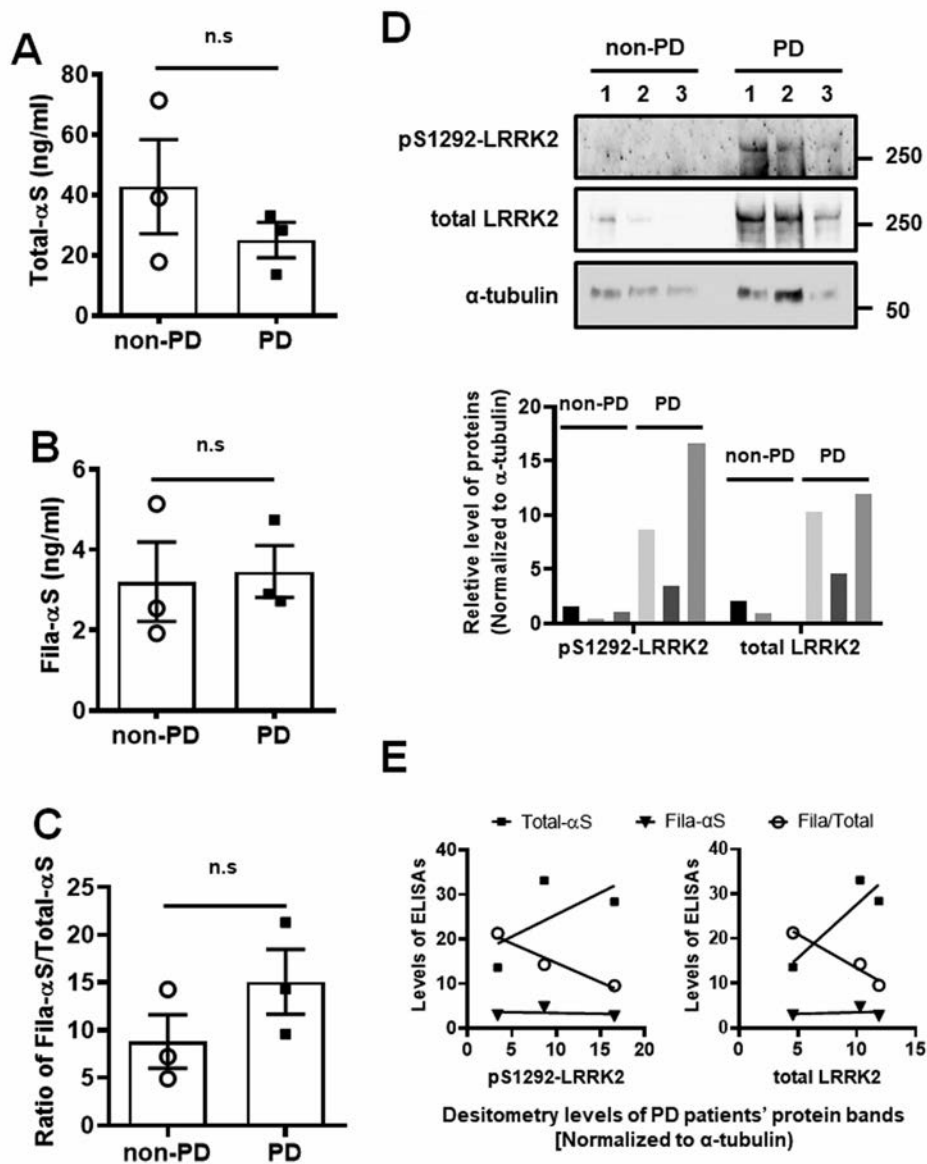 A
n.s
Total-αS (ng/ml)
80
60
40
20
0
non-PD PD
B
n.s
Fila-αS (ng/ml)
6
4
2
0
non-PD PD
C
n.s
Ratio of Fila-αS/Total-αS
25
20
15
10
5
0
non-PD PD
D
non-PD PD
1 2 3 1 2 3
pS1292-LRRK2 250
total LRRK2 250
α-tubulin 50
Reletive level of proteins
(Normalized to α-tubulin)
20
15
10
5
0
non-PD PD
non-PD PD
pS1292-LRRK2 total LRRK2
E
Total-αS Fila-αS Fila/Total
Levels of ELISAs
40
30
20
10
0
0 5 10 15 20
pS1292-LRRK2
Levels of ELISAs
40
30
20
10
0
0 5 10 15
total LRRK2
Desitometry levels of PD patients' protein bands
[Normalized to α-tubulin)